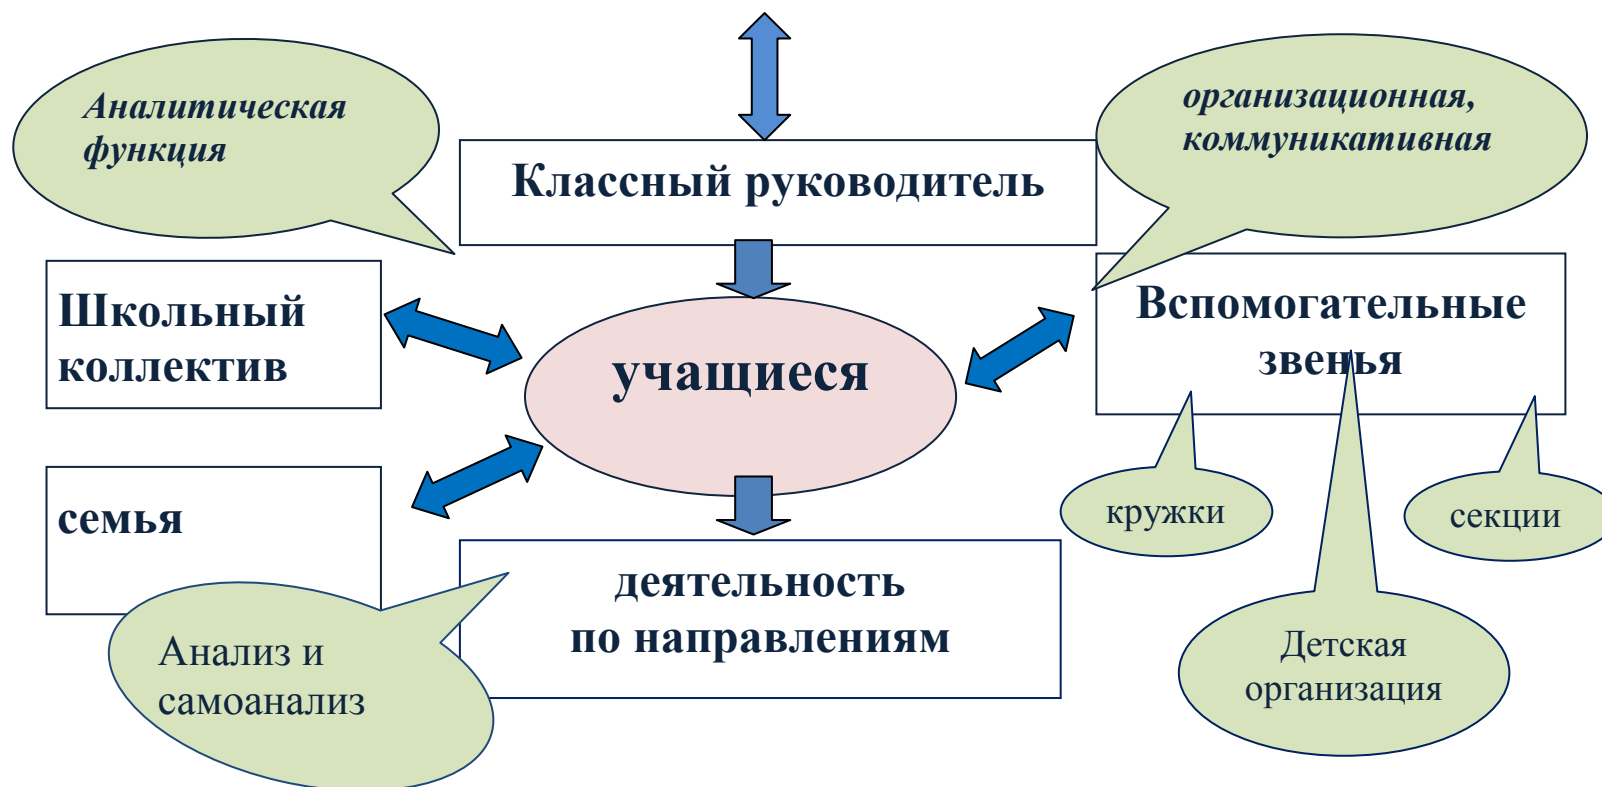 Аналитическая
функция
организационная,
коммуникативная
Классный руководитель
Школьный
коллектив
учащиеся
Вспомогательные
звенья
семья
кружки
секции
деятельность
по направлениям
Анализ и
самоанализ
Детская
организация